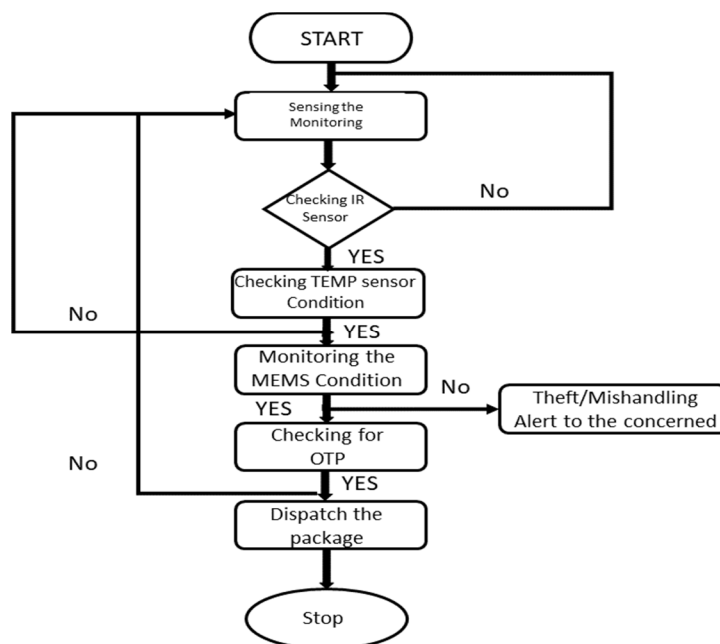 START
Sensing the
Monitoring
Checking IR
Sensor
No
YES
Checking TEMP sensor
Condition
No
YES
Monitoring the
MEMS Condition
No
Theft/Mishandling
Alert to the concerned
YES
Checking for
OTP
No
YES
Dispatch the
package
Stop